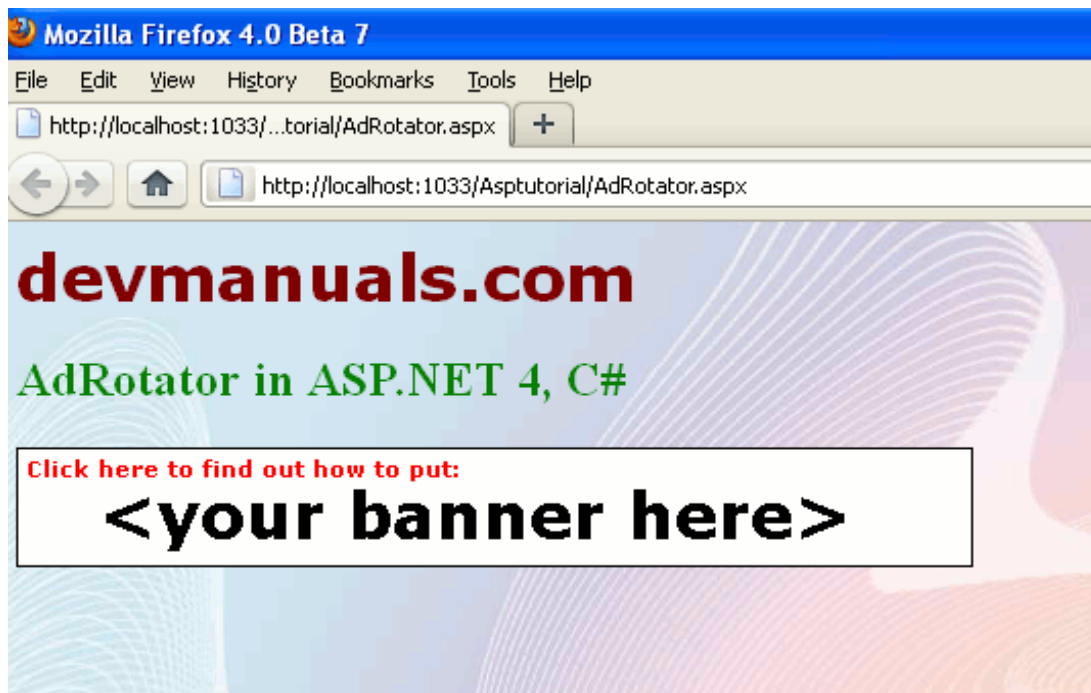 Mozilla Firefox 4.0 Beta 7
File Edit View History Bookmarks Tools Help
http://localhost:1033/...torial/AdRotator.aspx +
http://localhost:1033/Asptutorial/AdRotator.aspx
devmanuals.com
AdRotator in ASP.NET 4, C#
Click here to find out how to put:
<your banner here>